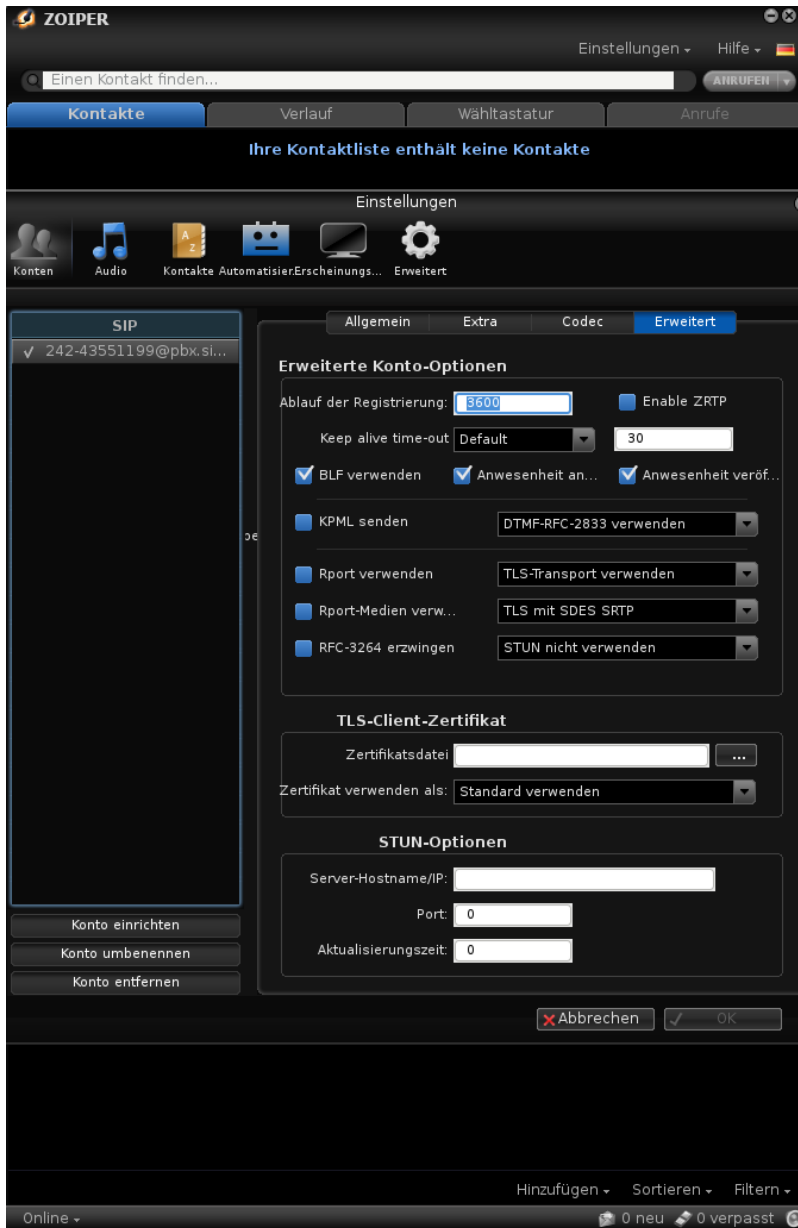 ZOIPER
Einstellungen Hilfe
Einen Kontakt finden... ANRUFEN
Kontakte Verlauf Wähltastatur Anrufe
Ihre Kontaktliste enthält keine Kontakte
Einstellungen
A
Z
Konten Audio Kontakte Automatisier. Erscheinungs... Erweitert
SIP
242-43551199@pbx.si...
Allgemein Extra Codec Erweitert
Erweiterte Konto-Optionen
Ablauf der Registrierung: 3600 Enable ZRTP
Keep alive time-out Default 30
BLF verwenden Anwesenheit an... Anwesenheit veröf...
KPML senden DTMF-RFC-2833 verwenden
be
Rport verwenden TLS-Transport verwenden
Rport-Medien verw... TLS mit SDES SRTP
RFC-3264 erzwingen STUN nicht verwenden
TLS-Client-Zertifikat
Zertifikatsdatei ...
Zertifikat verwenden als: Standard verwenden
STUN-Optionen
Server-Hostname/IP:
Port: 0
Aktualisierungszeit: 0
Konto einrichten
Konto umbenennen
Konto entfernen
Abbrechen OK
Hinzufügen Sortieren Filtern
Online 0 neu 0 verpasst